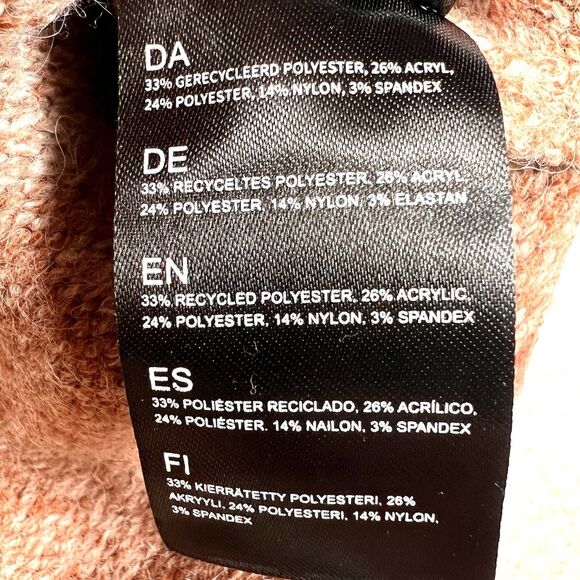 DA
33% GERECYCLEERD POLYESTER, 26% ACRYL,
24% POLYESTER, 14% NYLON, 3% SPANDEX
DE
33% RECYCELTES POLYESTER, 26% ACRYL,
24% POLYESTER, 14% NYLON, 3% ELASTAN
EN
33% RECYCLED POLYESTER, 26% ACRYLIC,
24% POLYESTER, 14% NYLON, 3% SPANDEX
ES
33% POLIÉSTER RECICLADO, 26% ACRÍLICO,
24% POLIÉSTER, 14% NAILON, 3% SPANDEX
FI
33% KIERRÄTETTY POLYESTERI, 26%
AKRYYLI, 24% POLYESTERI, 14% NYLON,
3% SPANDEX